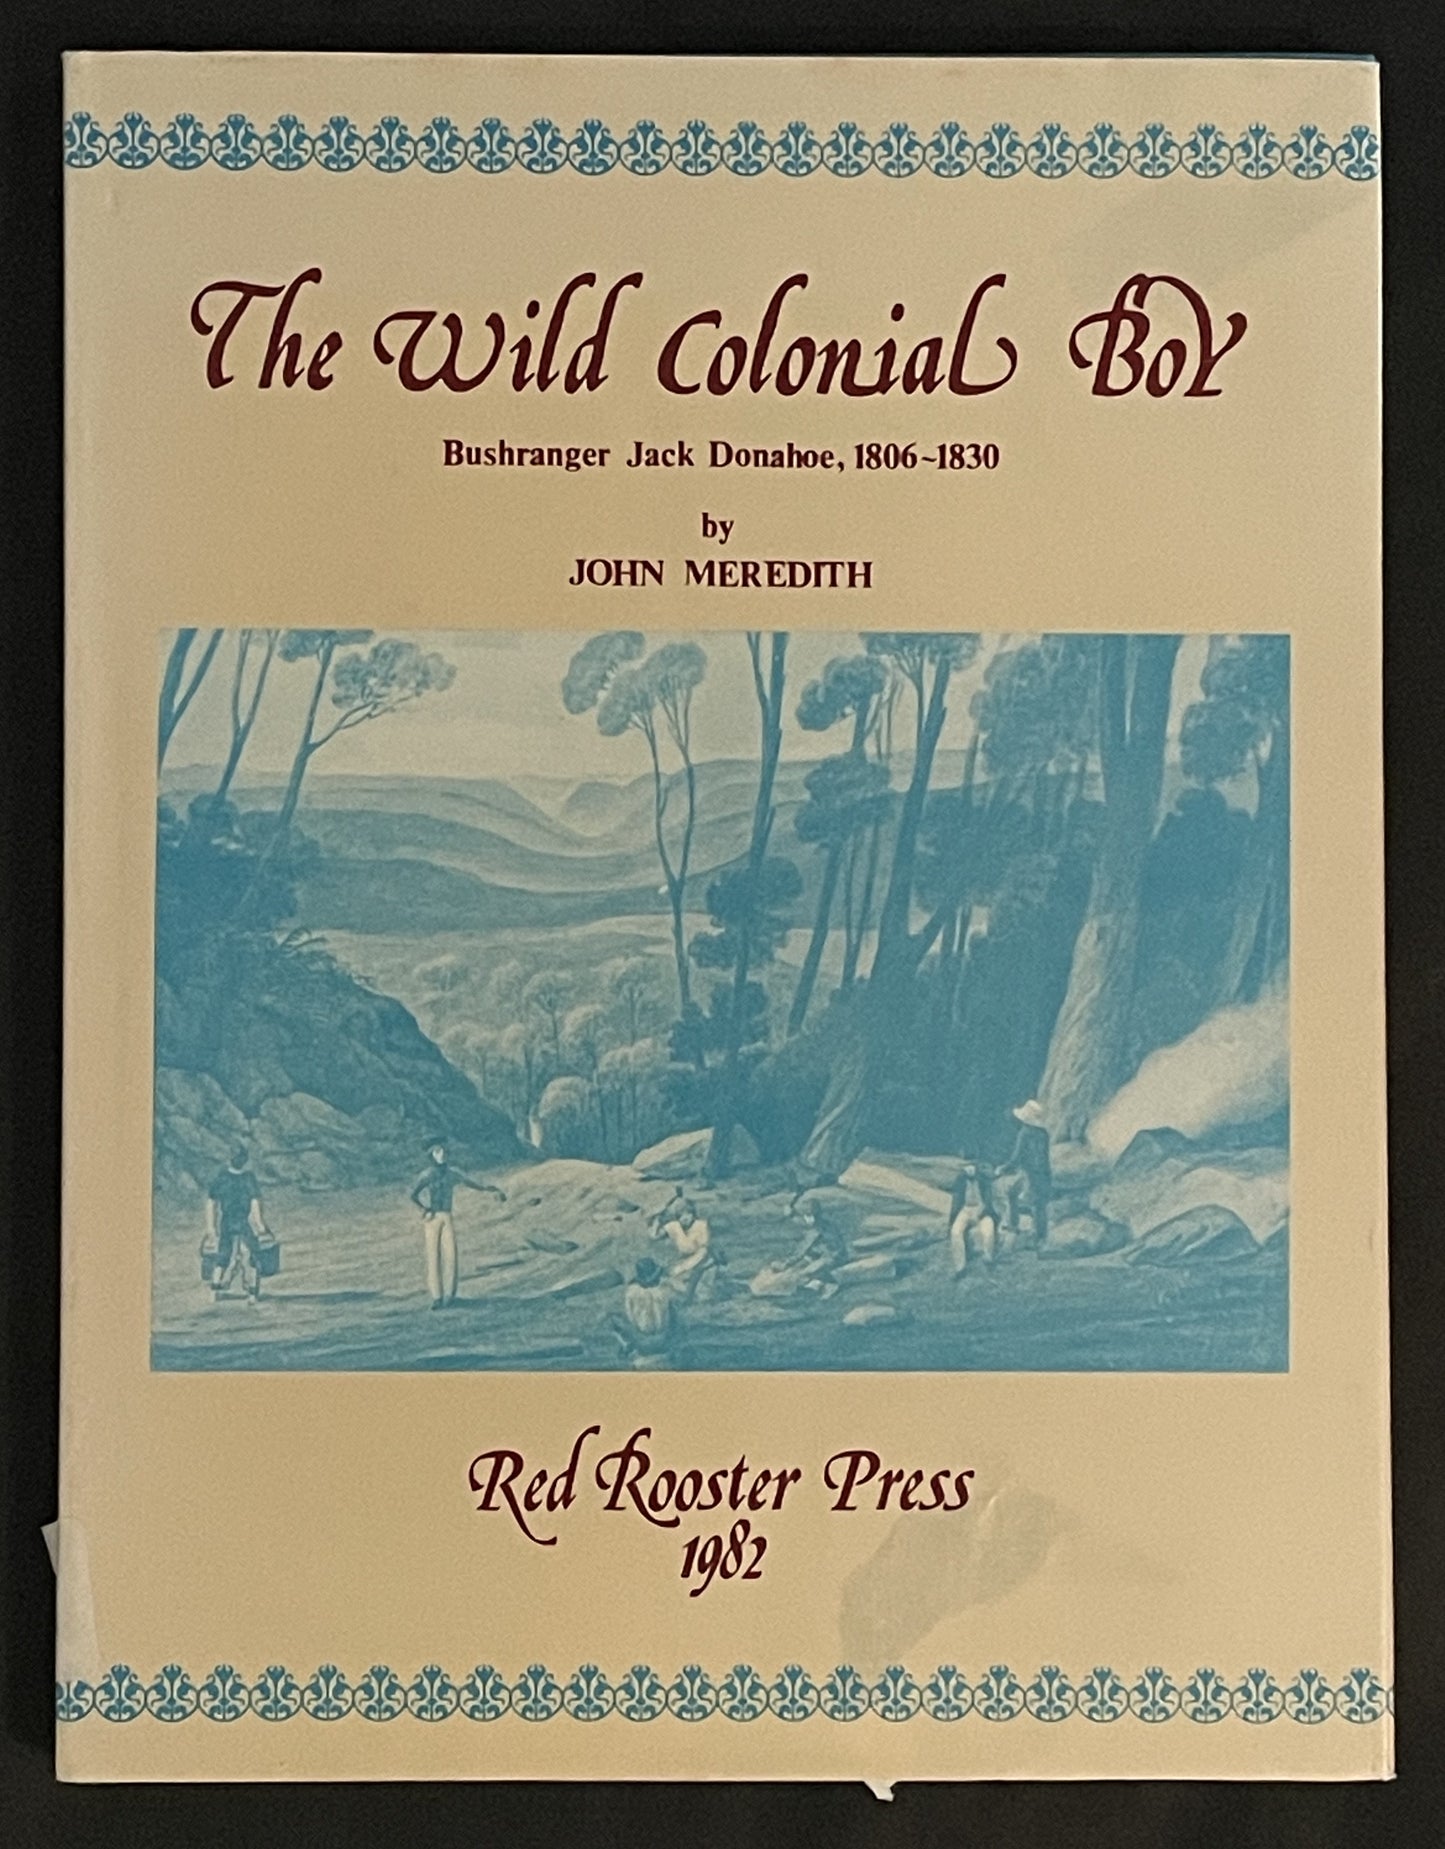 The Wild Colonial Boy
Bushranger Jack Donahoe, 1806~1830
by
JOHN MEREDITH
Red Rooster Press
1982